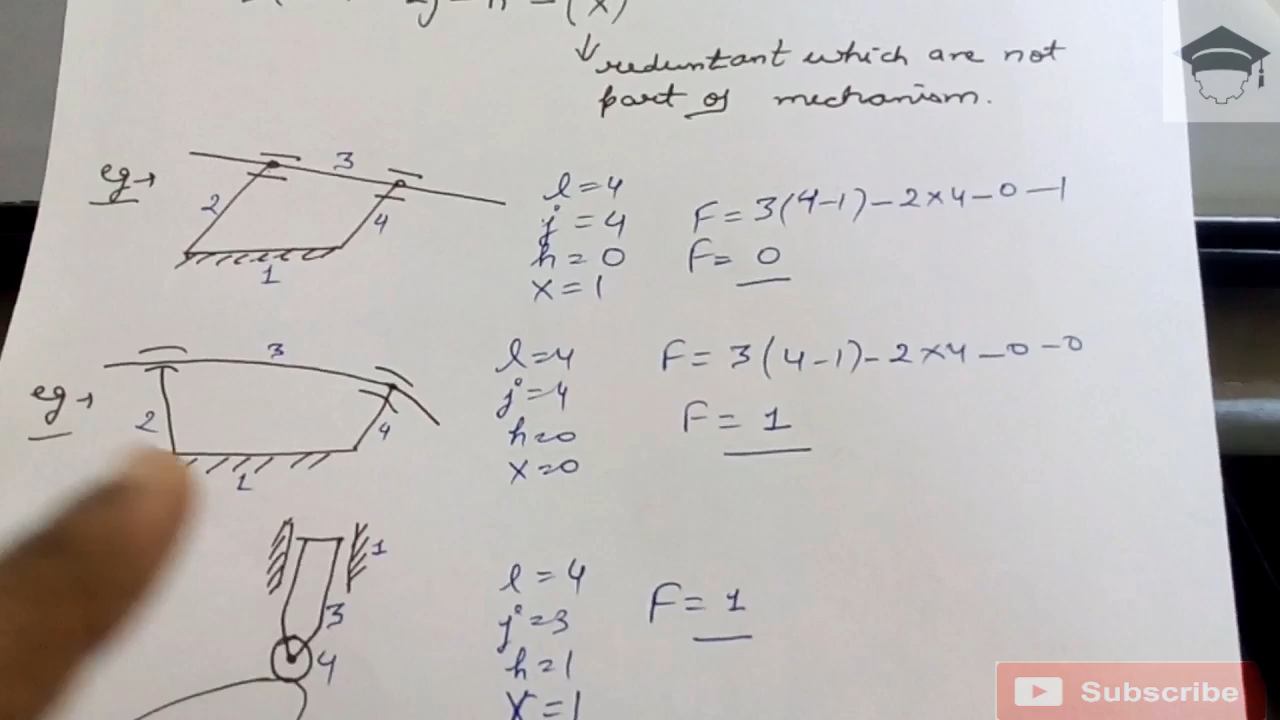 (x)
↓ reduntant which are not
part of mechanism.
eg→
3
2
4
1
l = 4
j = 4
h = 0
x = 1
F = 3(4-1) - 2×4 - 0 - 1
F = 0
eg→
3
2
4
1
l = 4
j = 4
h = 0
x = 0
F = 3(4-1) - 2×4 - 0 - 0
F = 1
1
3
4
l = 4
j = 3
h = 1
x = 1
F = 1
Subscribe